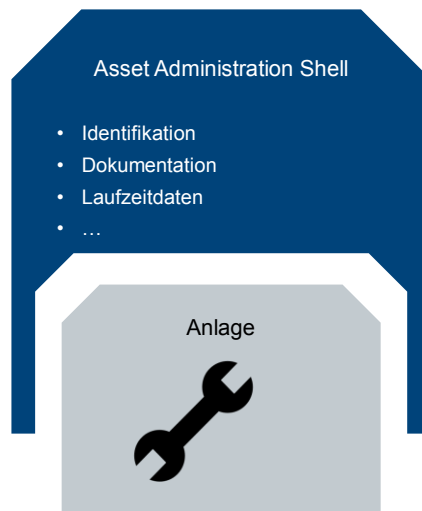 Asset Administration Shell
• Identifikation
• Dokumentation
• Laufzeitdaten
• …
Anlage